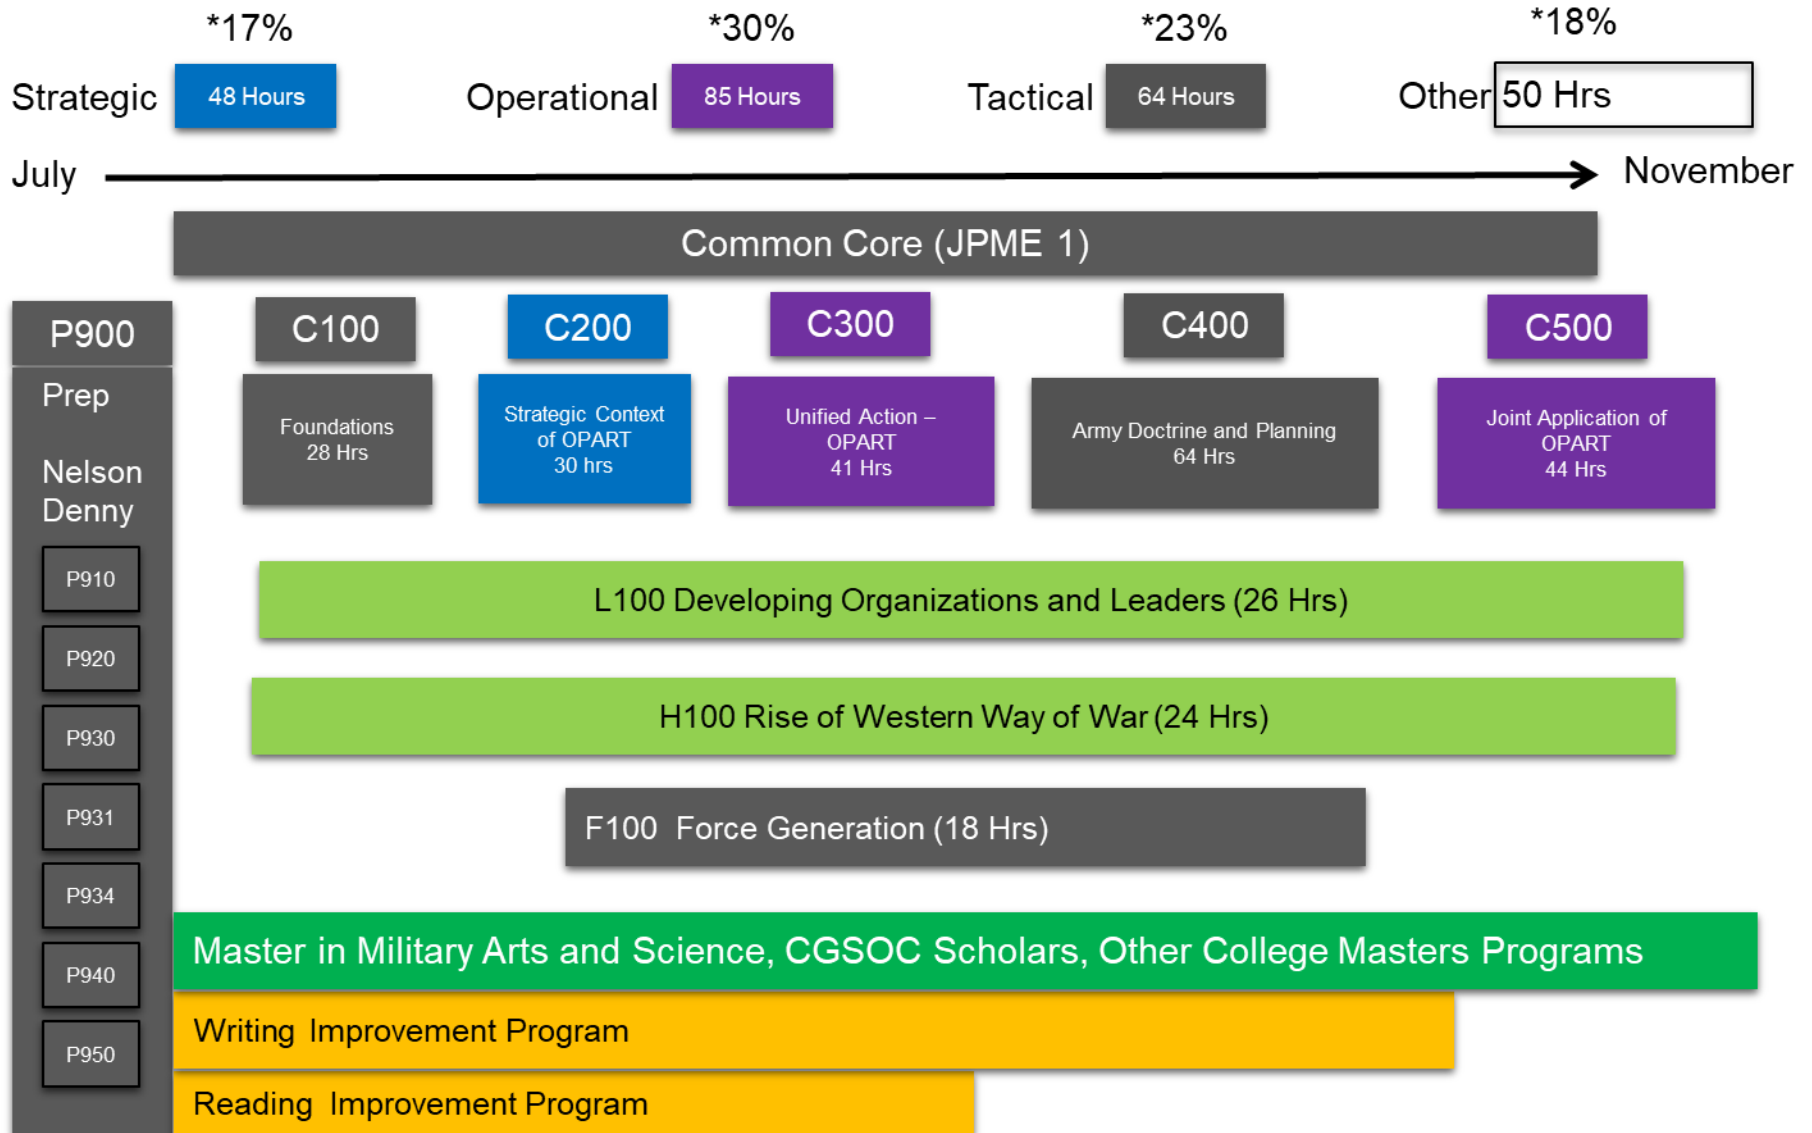 *17%
*30%
*23%
*18%
Strategic
48 Hours
Operational
85 Hours
Tactical
64 Hours
Other
50 Hrs
July
November
Common Core (JPME 1)
P900
C100
C200
C300
C400
C500
Prep
Nelson
Denny
Foundations
28 Hrs
Strategic Context
of OPART
30 hrs
Unified Action –
OPART
41 Hrs
Army Doctrine and Planning
64 Hrs
Joint Application of
OPART
44 Hrs
P910
P920
P930
P931
P934
P940
P950
L100 Developing Organizations and Leaders (26 Hrs)
H100 Rise of Western Way of War (24 Hrs)
F100 Force Generation (18 Hrs)
Master in Military Arts and Science, CGSOC Scholars, Other College Masters Programs
Writing Improvement Program
Reading Improvement Program